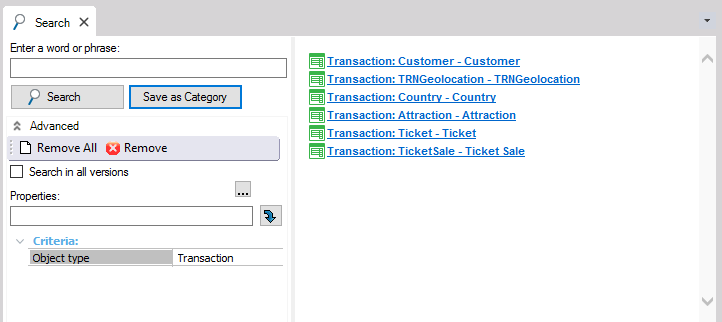 Search
Enter a word or phrase:
Search
Save as Category
Advanced
Remove All
Remove
Search in all versions
...
Properties:
Criteria:
Object type
Transaction
Transaction: Customer - Customer
Transaction: TRNGeolocation - TRNGeolocation
Transaction: Country - Country
Transaction: Attraction - Attraction
Transaction: Ticket - Ticket
Transaction: TicketSale - Ticket Sale